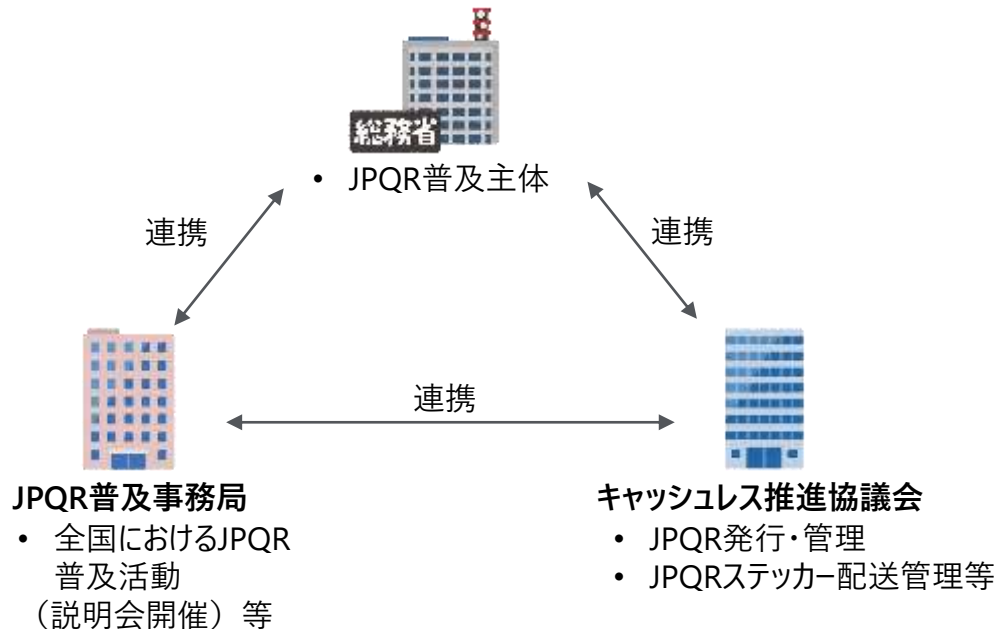 総務省
• JPQR普及主体
連携
連携
連携
JPQR普及事務局
• 全国におけるJPQR
普及活動
（説明会開催）等
キャッシュレス推進協議会
• JPQR発行・管理
• JPQRステッカー配送管理等